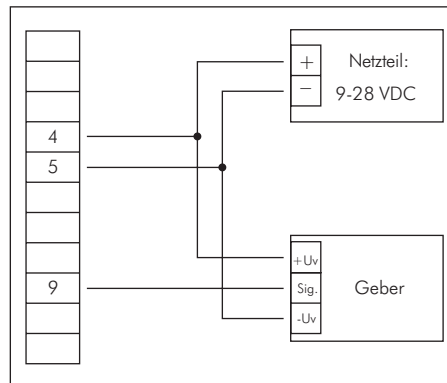 4
5
9
+
−
Netzteil:
9-28 VDC
+Uv
Sig.
-Uv
Geber